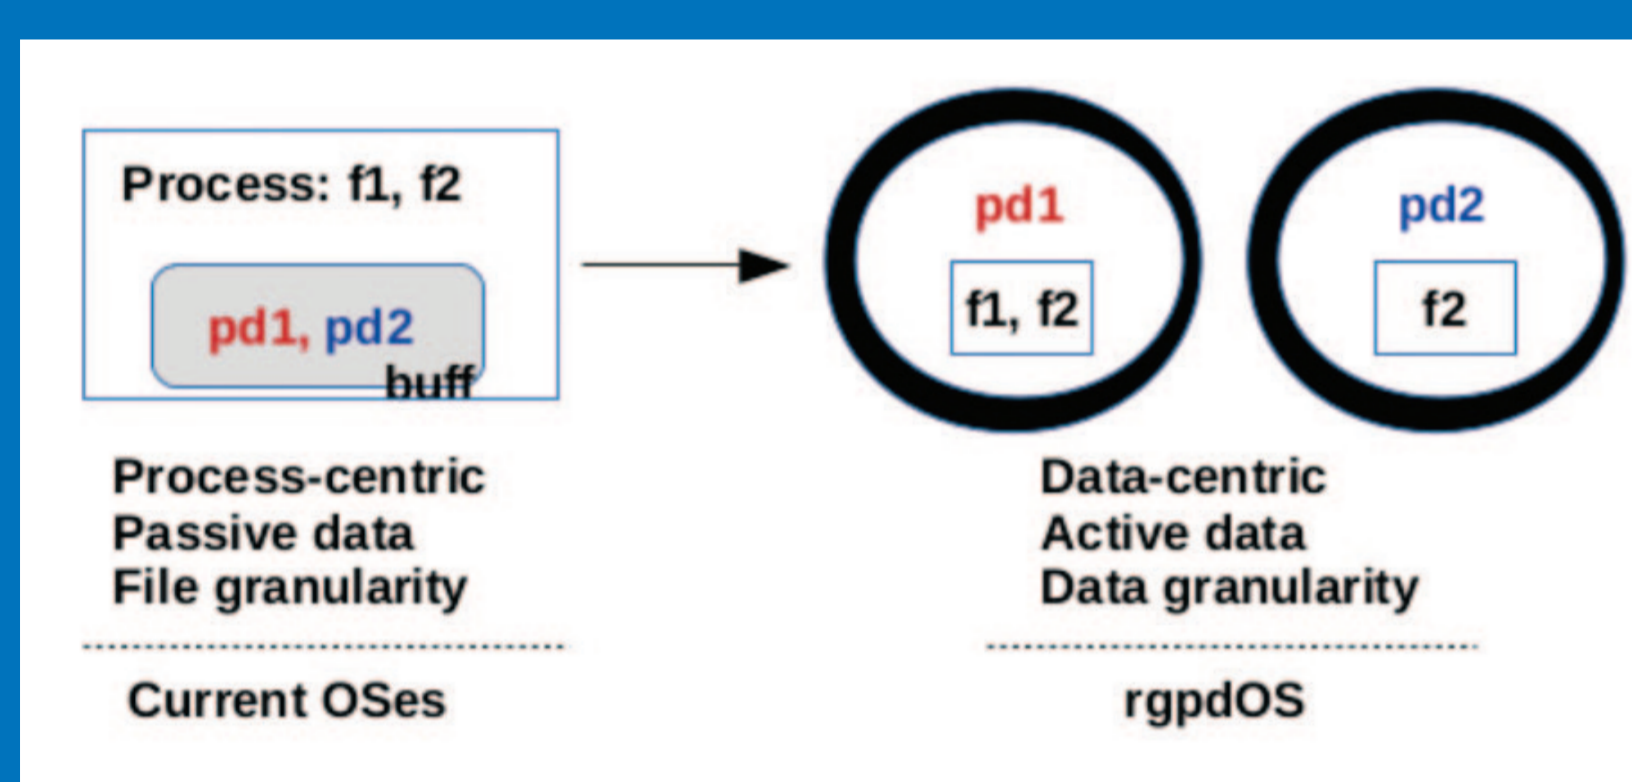 Process: f1, f2
pd1, pd2
buff
Process-centric
Passive data
File granularity
Current OSes
pd1
f1, f2
pd2
f2
Data-centric
Active data
Data granularity
rgpdOS